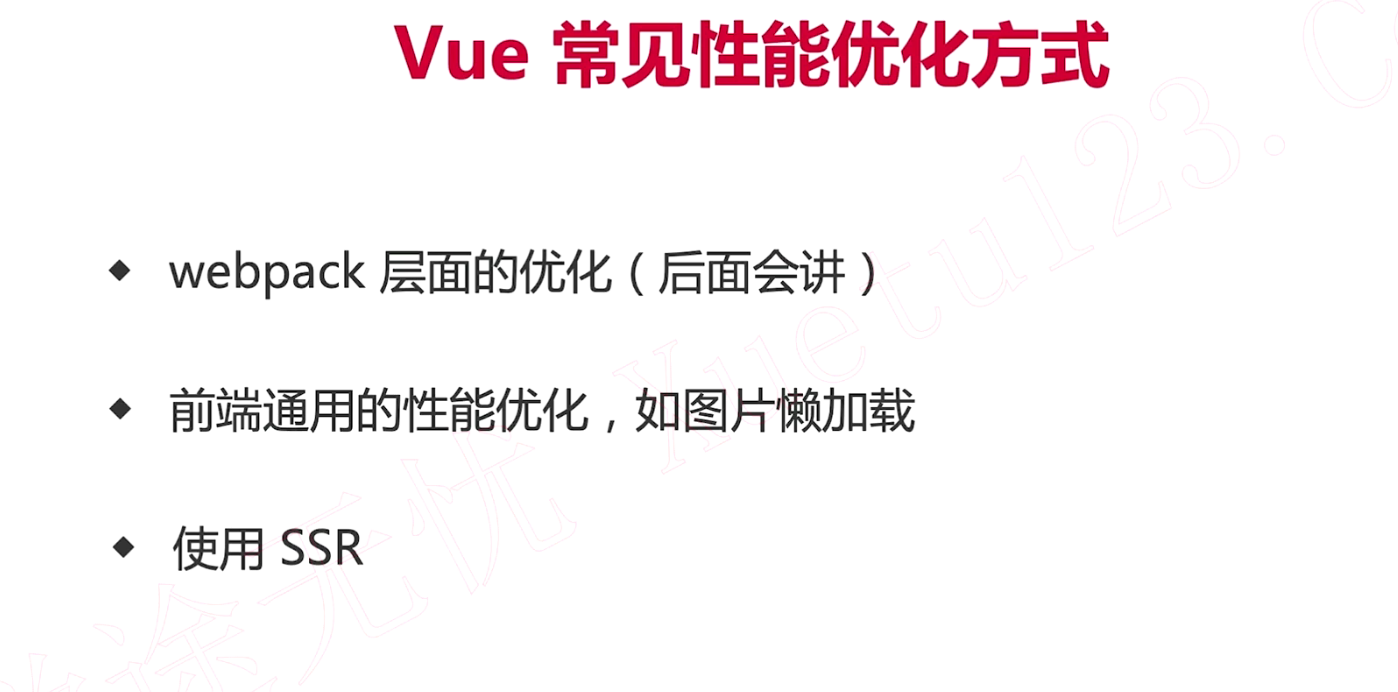 Vue 常见性能优化方式
webpack 层面的优化（后面会讲）
前端通用的性能优化，如图片懒加载
使用 SSR
途无忧 Xuetu123.C